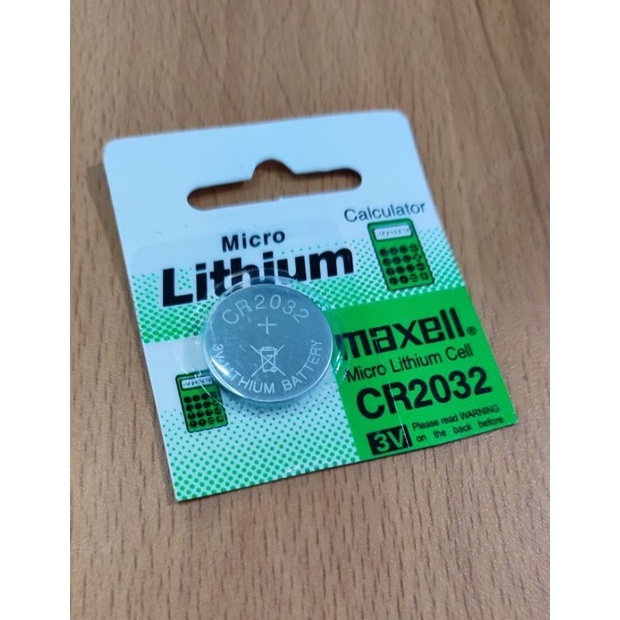 Calculator
Micro
Lithium
CR2032
+
3V LITHIUM BATTERY
maxell
Micro Lithium Cell
CR2032
3V
Please read WARNING
on the back before